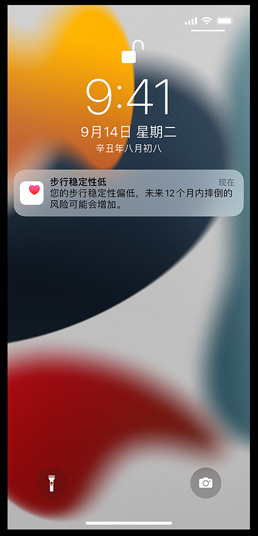 9:41
9月14日 星期二
辛丑年八月初八
步行稳定性低 现在
您的步行稳定性偏低，未来12个月内摔倒的
风险可能会增加。